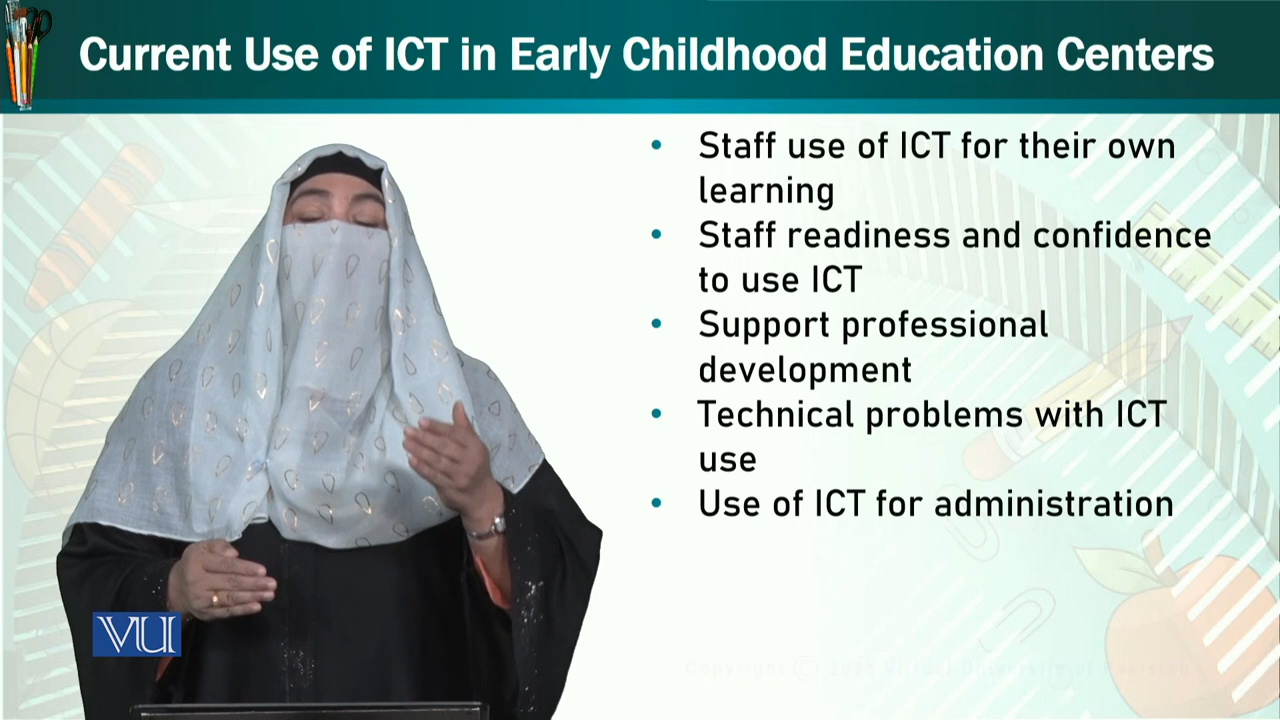 Current Use of ICT in Early Childhood Education Centers
• Staff use of ICT for their own
learning
• Staff readiness and confidence
to use ICT
• Support professional
development
• Technical problems with ICT
use
• Use of ICT for administration
VU